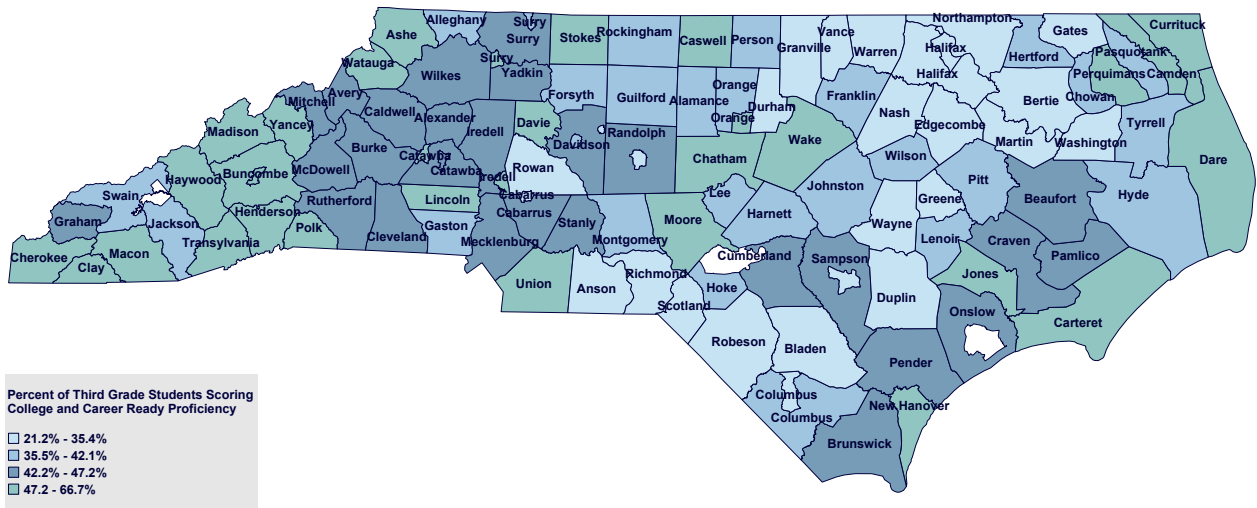 Alleghany
Surry
Northampton
Currituck
Ashe
Surry
Stokes
Rockingham
Caswell
Person
Granville
Vance
Warren
Halifax
Gates
Hertford
Pasquotank
Watauga
Surry
Wilkes
Yadkin
Halifax
Perquimans
Camden
Mitchell
Avery
Forsyth
Guilford
Alamance
Orange
Durham
Franklin
Bertie
Chowan
Madison
Yancey
Caldwell
Alexander
Iredell
Davie
Davidson
Randolph
Orange
Wake
Nash
Edgecombe
Martin
Washington
Tyrrell
Dare
Haywood
Buncombe
McDowell
Burke
Catawba
Catawba
Iredell
Rowan
Chatham
Wilson
Swain
Graham
Jackson
Henderson
Rutherford
Lincoln
Cabarrus
Cabarrus
Lee
Johnston
Greene
Pitt
Beaufort
Hyde
Cherokee
Clay
Macon
Transylvania
Polk
Cleveland
Gaston
Mecklenburg
Stanly
Montgomery
Moore
Harnett
Wayne
Lenoir
Craven
Pamlico
Union
Anson
Richmond
Scotland
Hoke
Cumberland
Sampson
Duplin
Jones
Onslow
Carteret
Robeson
Bladen
Pender
Columbus
Columbus
New Hanover
Brunswick
Percent of Third Grade Students Scoring
College and Career Ready Proficiency
21.2% - 35.4%
35.5% - 42.1%
42.2% - 47.2%
47.2 - 66.7%